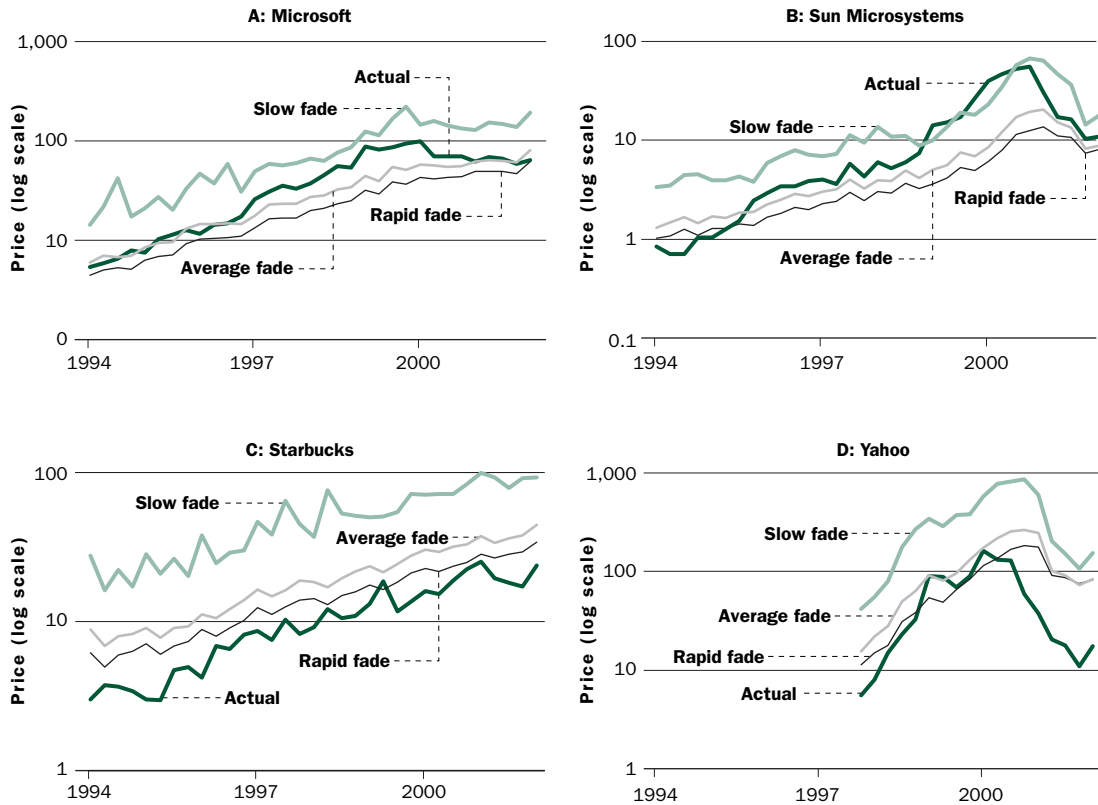 A: Microsoft
1,000
100
10
0
Price (log scale)
Actual
Slow fade
Rapid fade
Average fade
1994
1997
2000
B: Sun Microsystems
100
10
1
0.1
Price (log scale)
Actual
Slow fade
Rapid fade
Average fade
1994
1997
2000
C: Starbucks
100
10
1
Price (log scale)
Slow fade
Average fade
Rapid fade
Actual
1994
1997
2000
D: Yahoo
1,000
100
10
1
Price (log scale)
Slow fade
Average fade
Rapid fade
Actual
1994
1997
2000